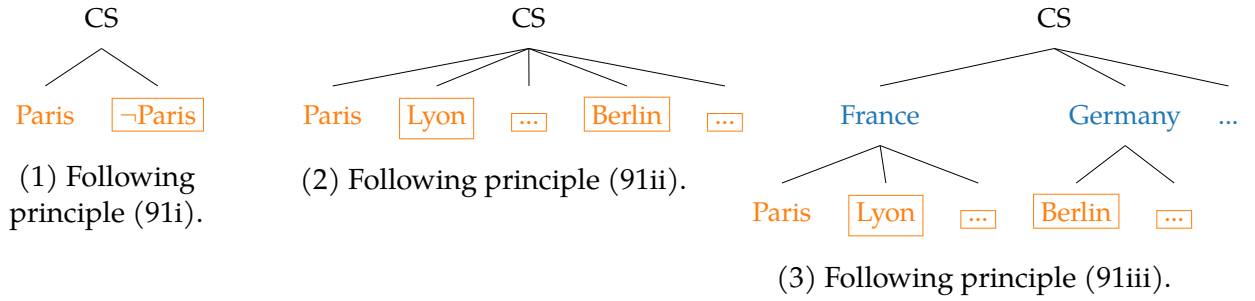 CS
Paris ¬Paris
(1) Following
principle (91i).
CS
Paris Lyon ... Berlin ...
(2) Following principle (91ii).
CS
France Germany ...
Paris Lyon ... Berlin ...
(3) Following principle (91iii).